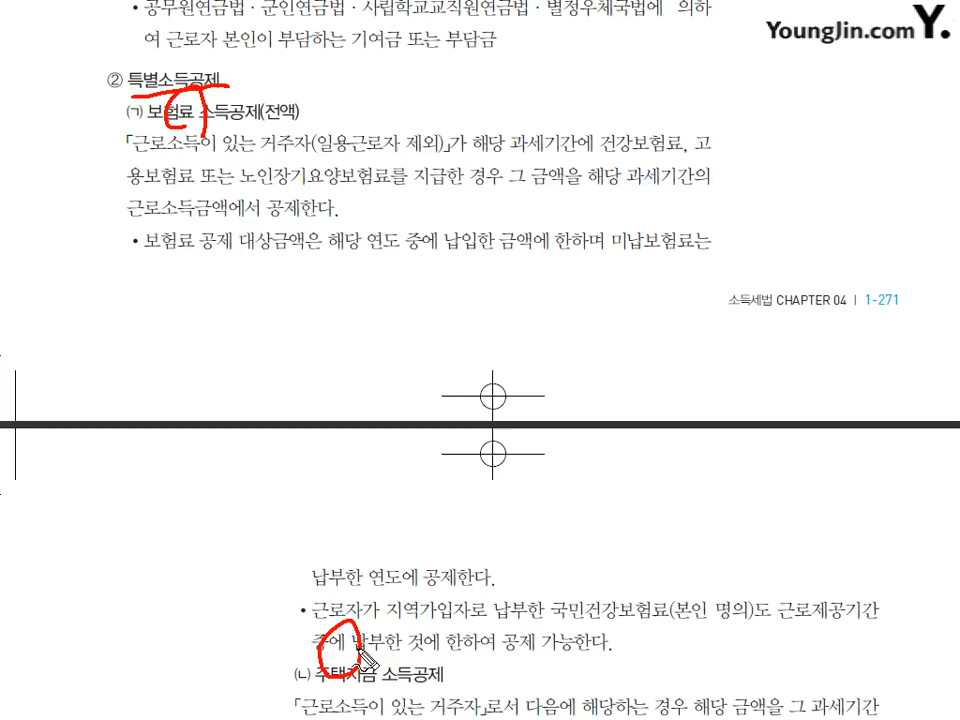 • 공무원연금법 · 군인연금법 · 사립학교교직원연금법 · 별정우체국법에 의하
여 근로자 본인이 부담하는 기여금 또는 부담금
YoungJin.com Y.
② 특별소득공제
㈀ 보험료 소득공제(전액)
「근로소득이 있는 거주자(일용근로자 제외)」가 해당 과세기간에 건강보험료, 고
용보험료 또는 노인장기요양보험료를 지급한 경우 그 금액을 해당 과세기간의
근로소득금액에서 공제한다.
• 보험료 공제 대상금액은 해당 연도 중에 납입한 금액에 한하며 미납보험료는
소득세법 CHAPTER 04 | 1-271
납부한 연도에 공제한다.
• 근로자가 지역가입자로 납부한 국민건강보험료(본인 명의)도 근로제공기간
중에 납부한 것에 한하여 공제 가능한다.
㈁ 주택자금 소득공제
「근로소득이 있는 거주자」로서 다음에 해당하는 경우 해당 금액을 그 과세기간